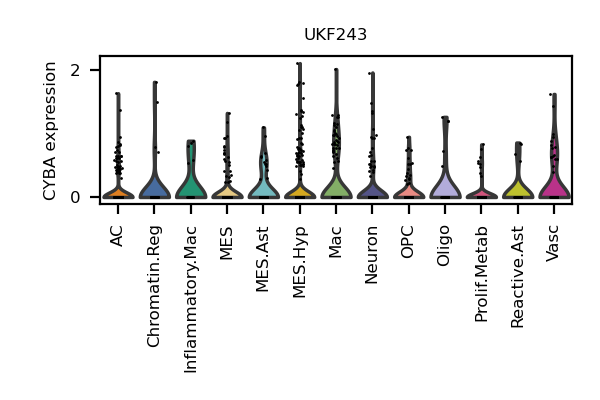 UKF243
CYBA expression
2
0
AC
Chromatin.Reg
Inflammatory.Mac
MES
MES.Ast
MES.Hyp
Mac
Neuron
OPC
Oligo
Prolif.Metab
Reactive.Ast
Vasc